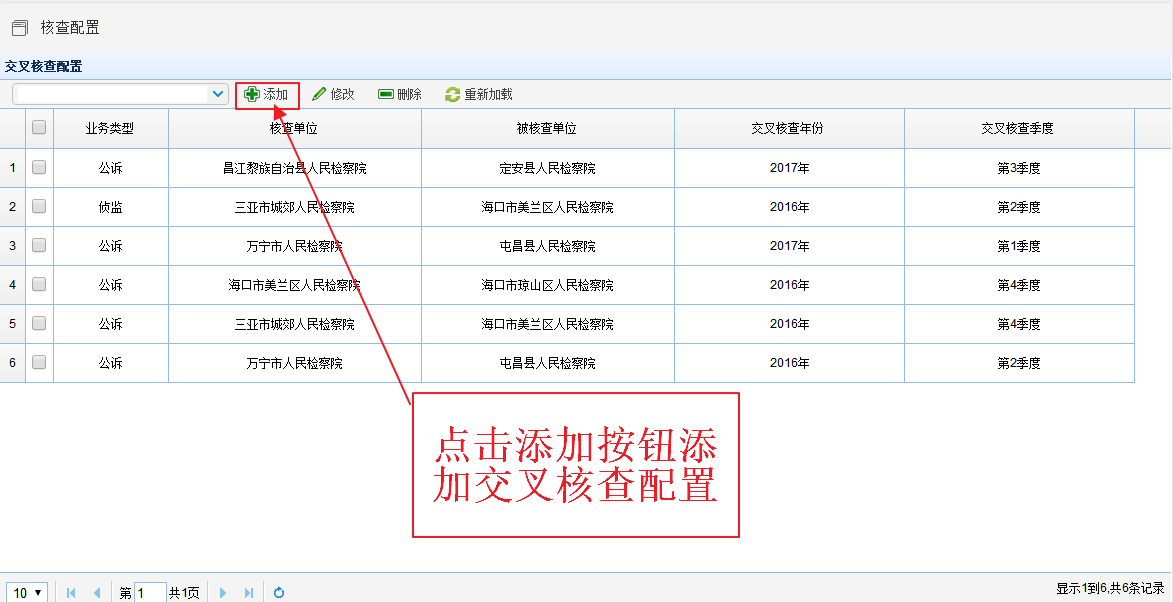 核查配置
交叉核查配置
添加 修改 删除 重新加载
业务类型 核查单位 被核查单位 交叉核查年份 交叉核查季度
1 公诉 昌江黎族自治县人民检察院 定安县人民检察院 2017年 第3季度
2 侦监 三亚市城郊人民检察院 海口市美兰区人民检察院 2016年 第2季度
3 公诉 万宁市人民检察院 屯昌县人民检察院 2017年 第1季度
4 公诉 海口市美兰区人民检察院 海口市琼山区人民检察院 2016年 第4季度
5 公诉 三亚市城郊人民检察院 海口市美兰区人民检察院 2016年 第4季度
6 公诉 万宁市人民检察院 屯昌县人民检察院 2016年 第2季度
点击添加按钮添
加交叉核查配置
10 第 1 共1页 显示1到6,共6条记录